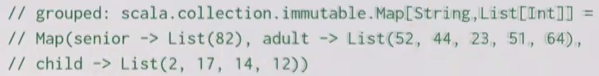 // grouped: scala.collection.immutable.Map[String,List[Int]] =
// Map(senior -> List(82), adult -> List(52, 44, 23, 51, 64),
// child -> List(2, 17, 14, 12))